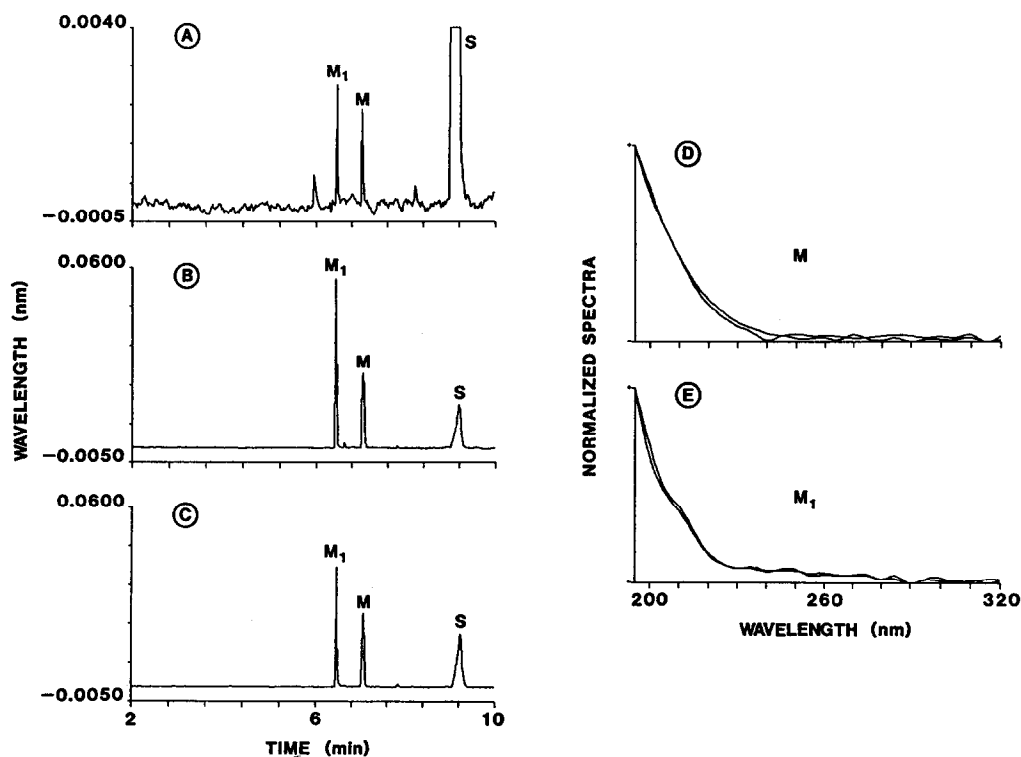 0.0040
A
S
M1
M
−0.0005
0.0600
B
M1
M
S
−0.0050
0.0600
C
M1
M
S
−0.0050
2
6
10
TIME (min)
WAVELENGTH (nm)
D
M
E
M1
NORMALIZED SPECTRA
200
260
320
WAVELENGTH (nm)